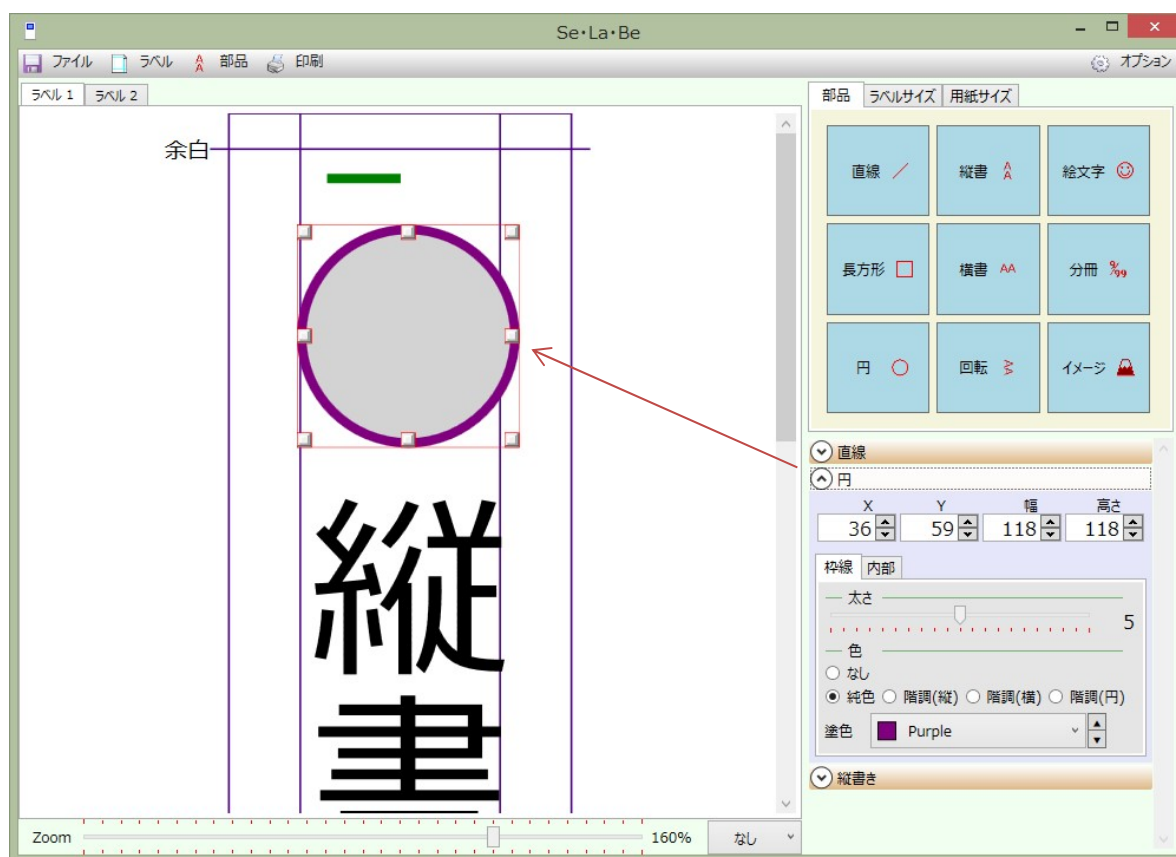 Se・La・Be
ファイル ラベル 部品 印刷 オプション
ラベル 1 ラベル 2
余白
縦
書
部品 ラベルサイズ 用紙サイズ
直線 縦書 絵文字
長方形 横書 分冊
円 回転 イメージ
直線
円
X Y 幅 高さ
36 59 118 118
枠線 内部
太さ
5
色
なし
純色 階調(縦) 階調(横) 階調(円)
塗色 Purple
縦書き
Zoom 160% なし